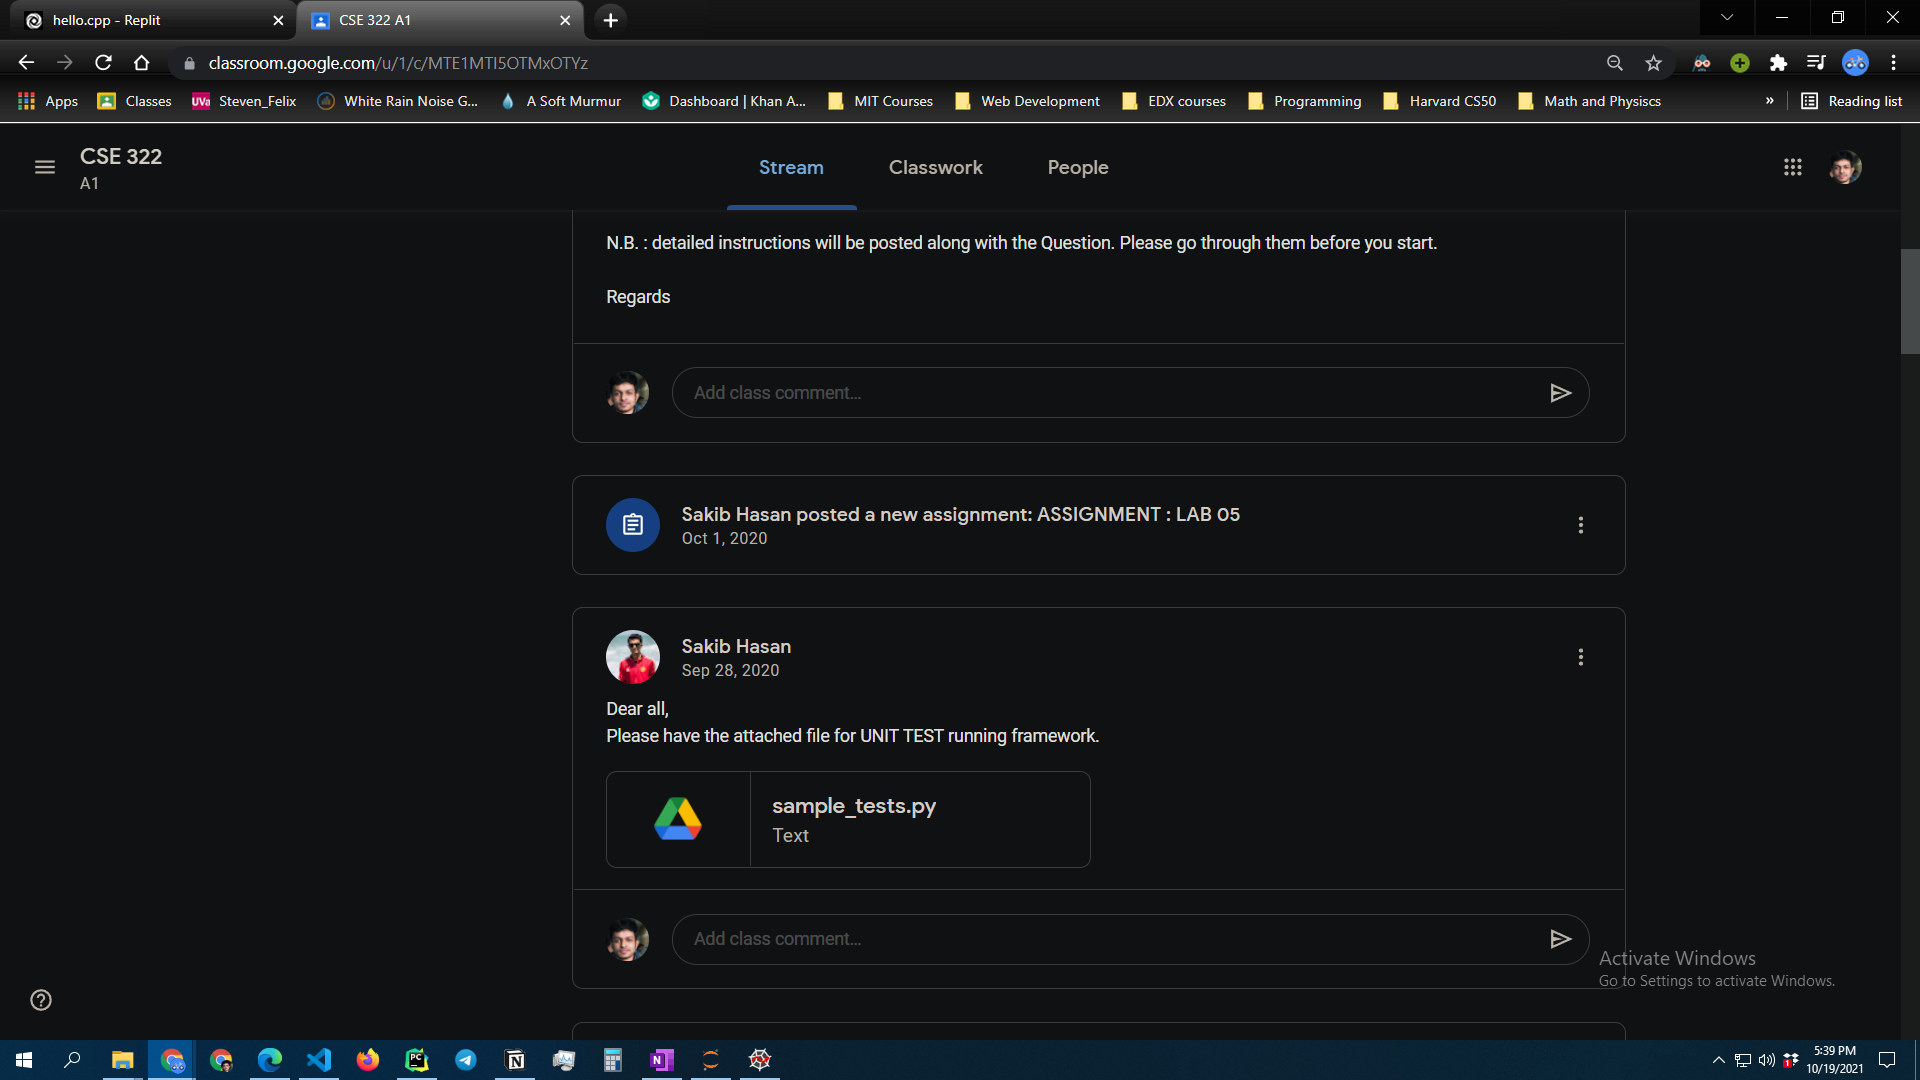 hello.cpp - Replit
CSE 322 A1
classroom.google.com/u/1/c/MTE1MTI5OTMxOTYz
Apps
Classes
UVa
Steven_Felix
White Rain Noise G...
A Soft Murmur
Dashboard | Khan A...
MIT Courses
Web Development
EDX courses
Programming
Harvard CS50
Math and Physiscs
»
Reading list
CSE 322
A1
Stream
Classwork
People
N.B. : detailed instructions will be posted along with the Question. Please go through them before you start.
Regards
Add class comment...
Sakib Hasan posted a new assignment: ASSIGNMENT : LAB 05
Oct 1, 2020
Sakib Hasan
Sep 28, 2020
Dear all,
Please have the attached file for UNIT TEST running framework.
sample_tests.py
Text
Add class comment...
Activate Windows
Go to Settings to activate Windows.
5:39 PM
10/19/2021